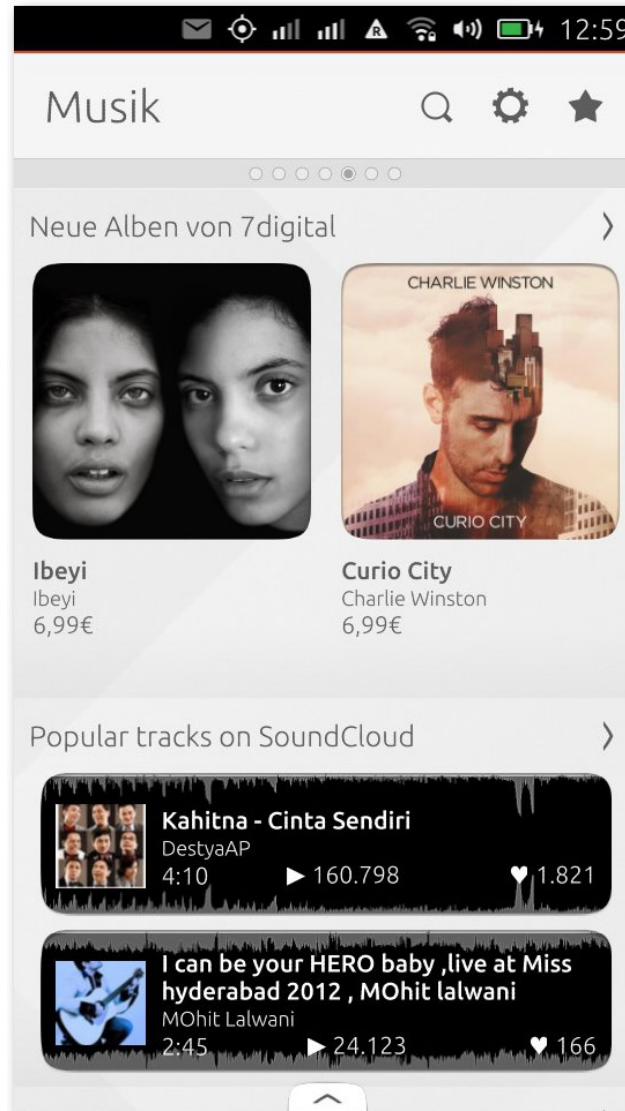 12:59
Musik
Neue Alben von 7digital
CHARLIE WINSTON
CURIO CITY
Ibeyi
Ibeyi
6,99€
Curio City
Charlie Winston
6,99€
Popular tracks on SoundCloud
Kahitna - Cinta Sendiri
DestyaAP
4:10 160.798 1.821
I can be your HERO baby ,live at Miss
hyderabad 2012 , MOhit lalwani
MOhit Lalwani
2:45 24.123 166